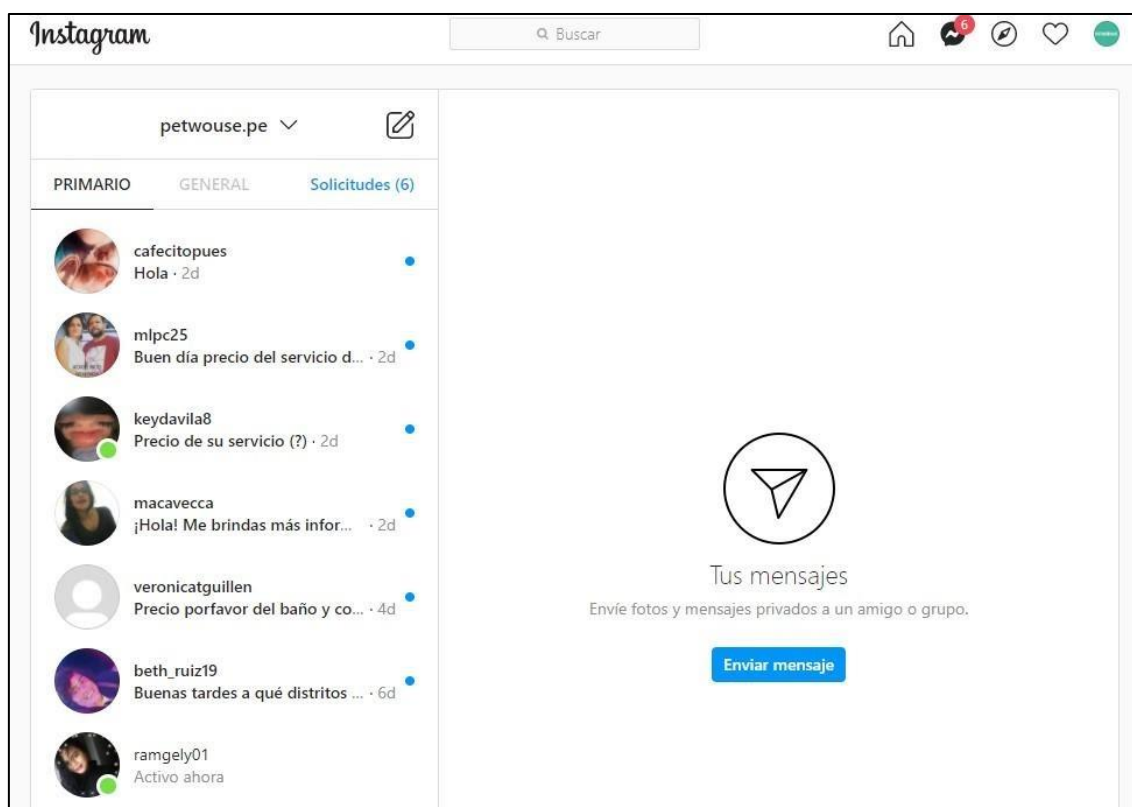 Instagram
Buscar
6
petwouse.pe
PRIMARIO GENERAL Solicitudes (6)
cafecitopues
Hola · 2d
mlpc25
Buen día precio del servicio d... · 2d
keydavila8
Precio de su servicio (?) · 2d
macavecca
¡Hola! Me brindas más infor... · 2d
veronicatguillen
Precio porfavor del baño y co... · 4d
beth_ruiz19
Buenas tardes a qué distritos ... · 6d
ramgely01
Activo ahora
Tus mensajes
Envíe fotos y mensajes privados a un amigo o grupo.
Enviar mensaje